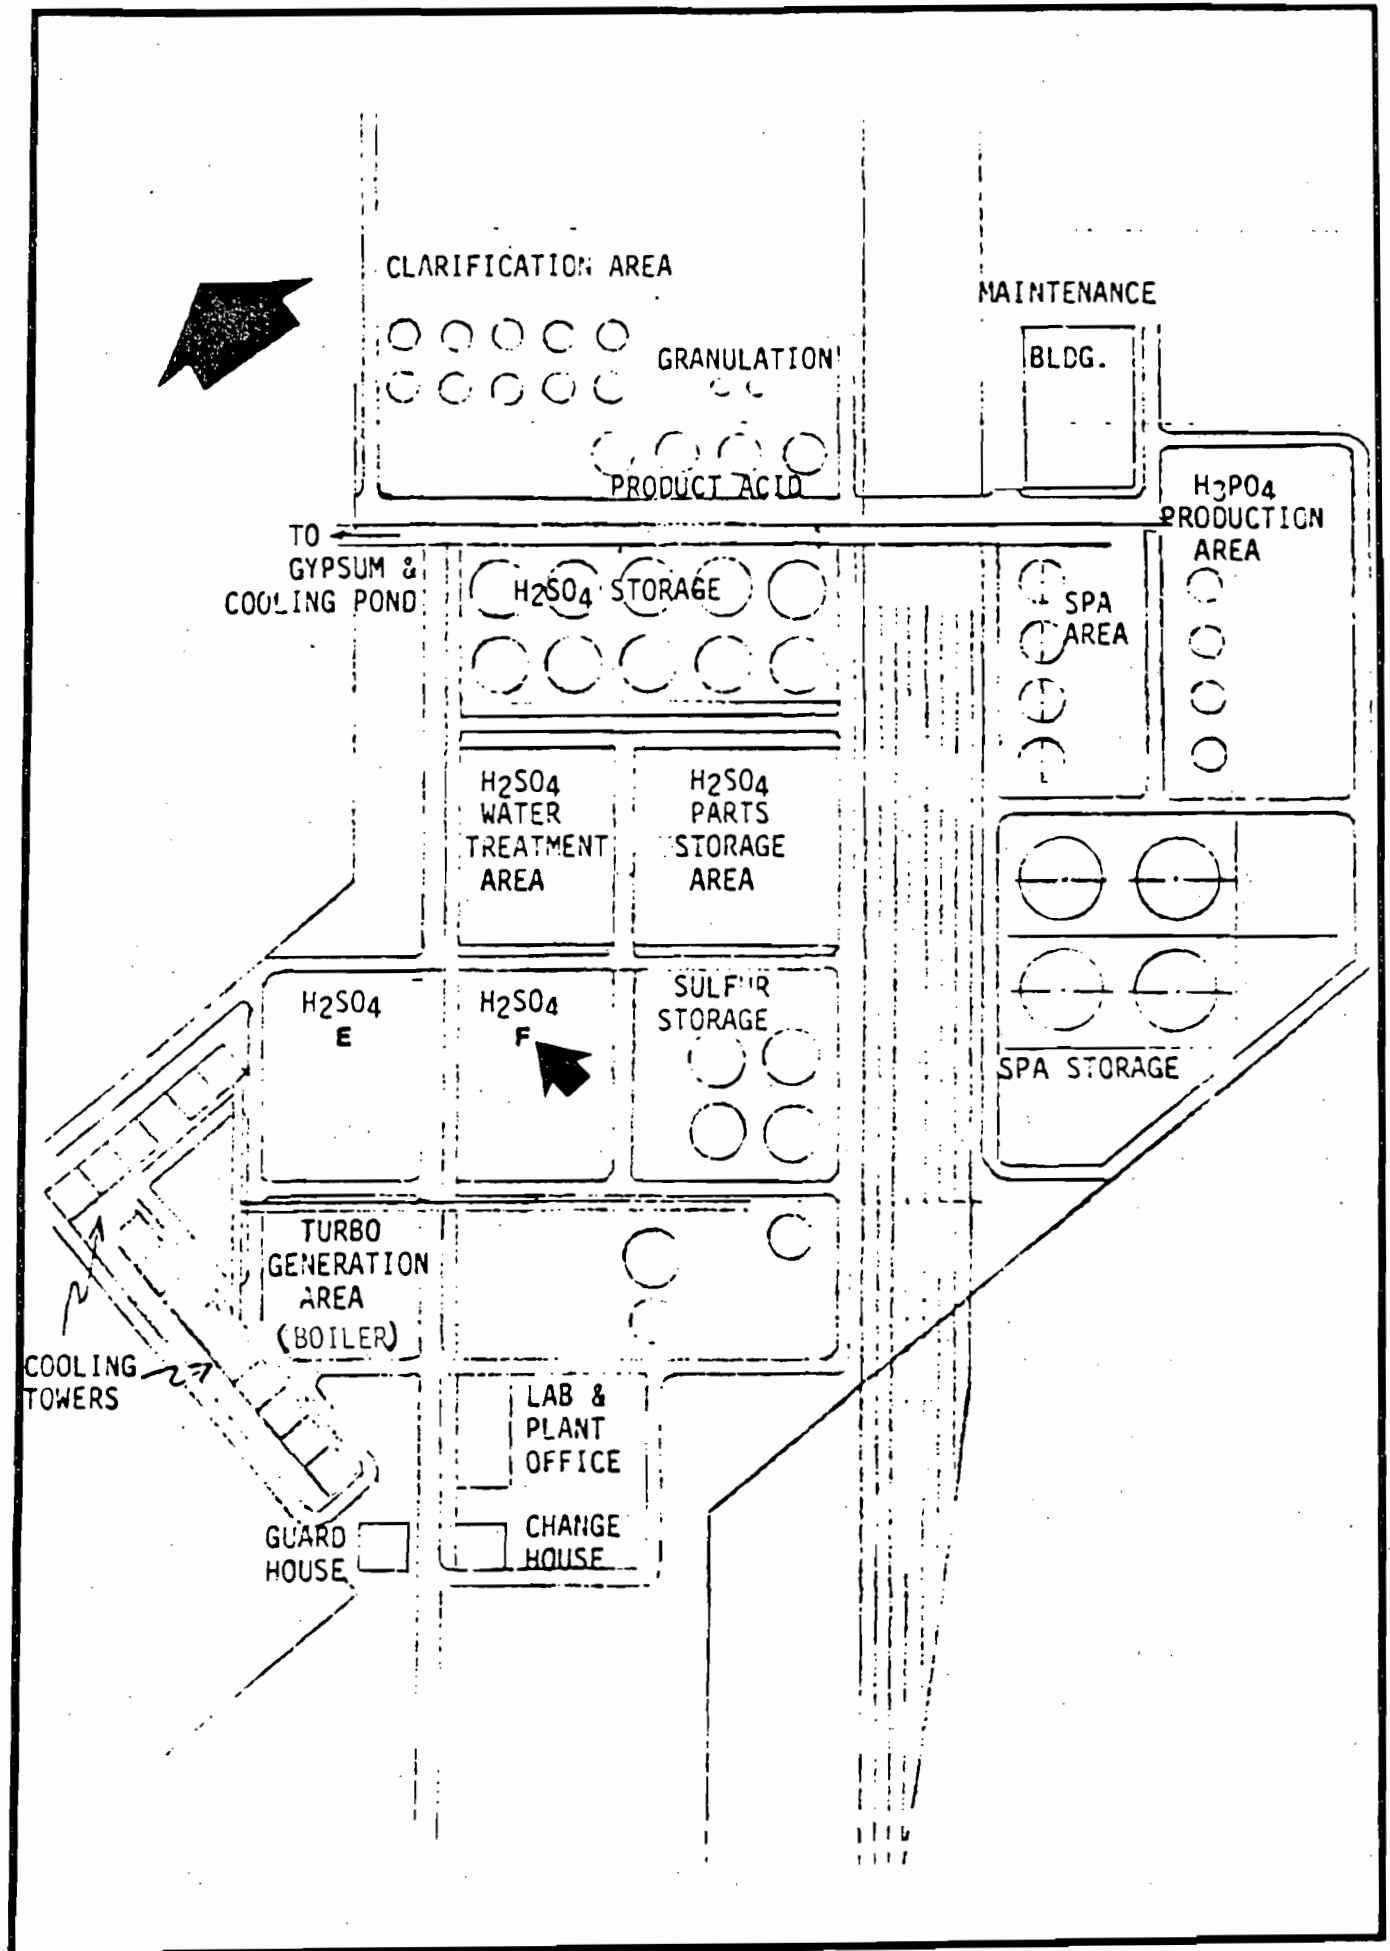 CLARIFICATION AREA
MAINTENANCE
BLDG.
GRANULATION
PRODUCT ACID
H3PO4
PRODUCTION
AREA
TO
GYPSUM &
COOLING POND
H2SO4 STORAGE
SPA
AREA
H2SO4
WATER
TREATMENT
AREA
H2SO4
PARTS
STORAGE
AREA
H2SO4
E
H2SO4
F
SULFUR
STORAGE
SPA STORAGE
TURBO
GENERATION
AREA
(BOILER)
COOLING
TOWERS
LAB &
PLANT
OFFICE
GUARD
HOUSE
CHANGE
HOUSE